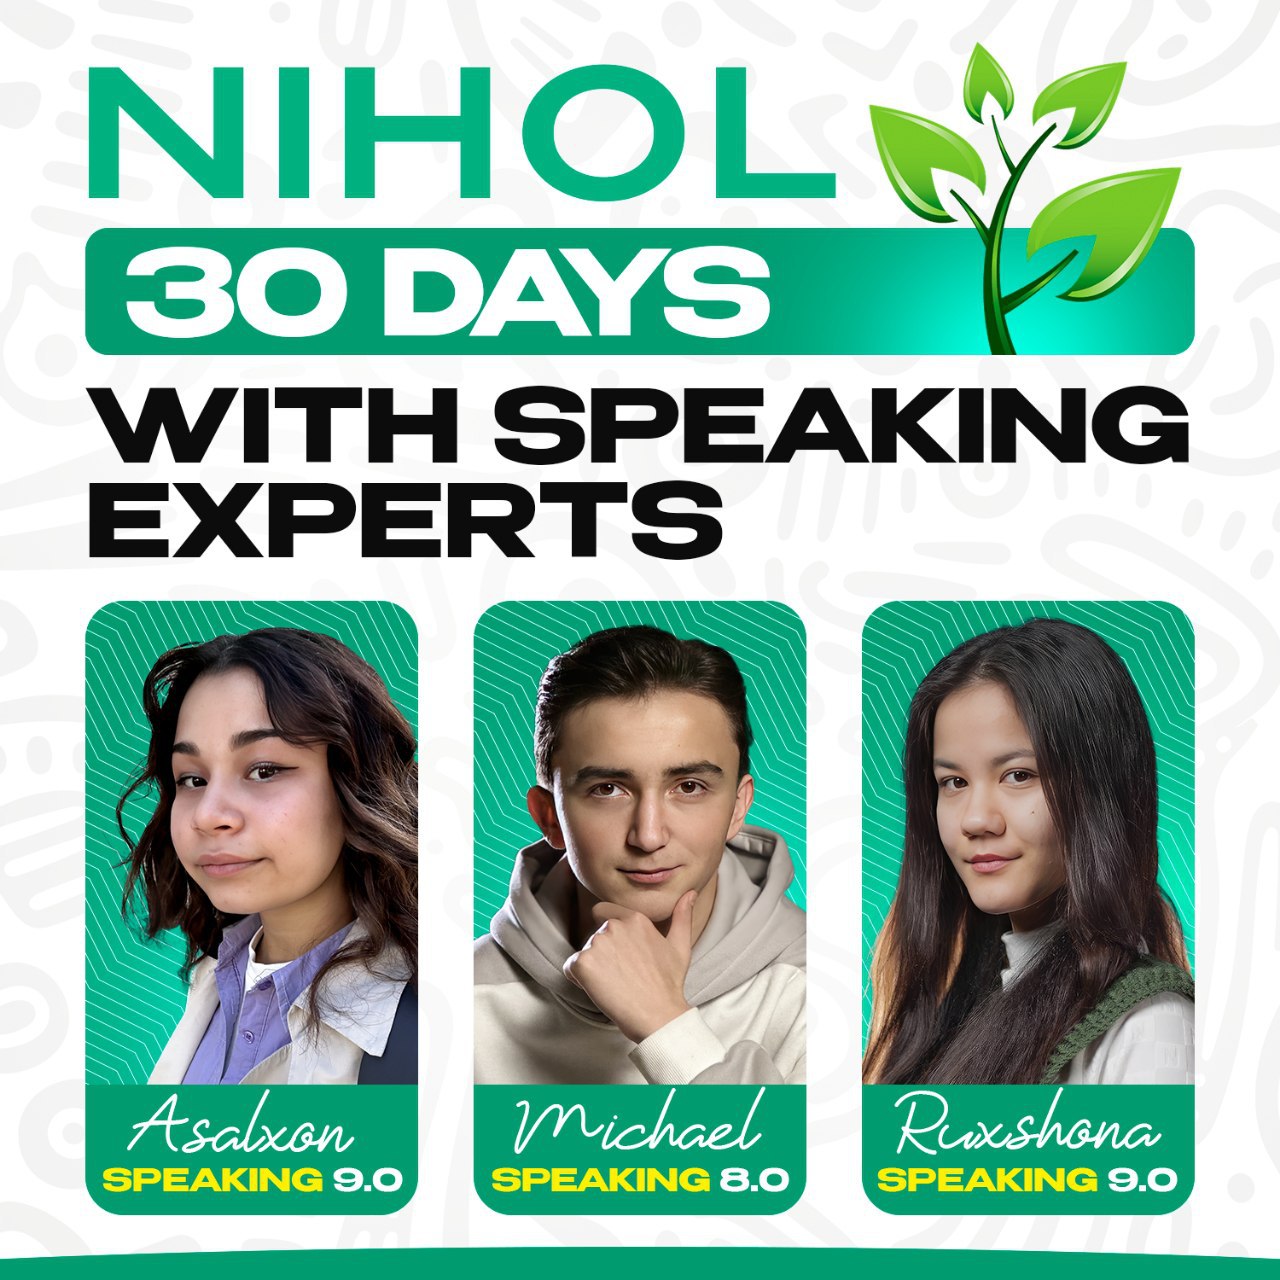 NIHOL
30 DAYS
WITH SPEAKING
EXPERTS
Asalxon
SPEAKING 9.0
Michael
SPEAKING 8.0
Ruxshona
SPEAKING 9.0